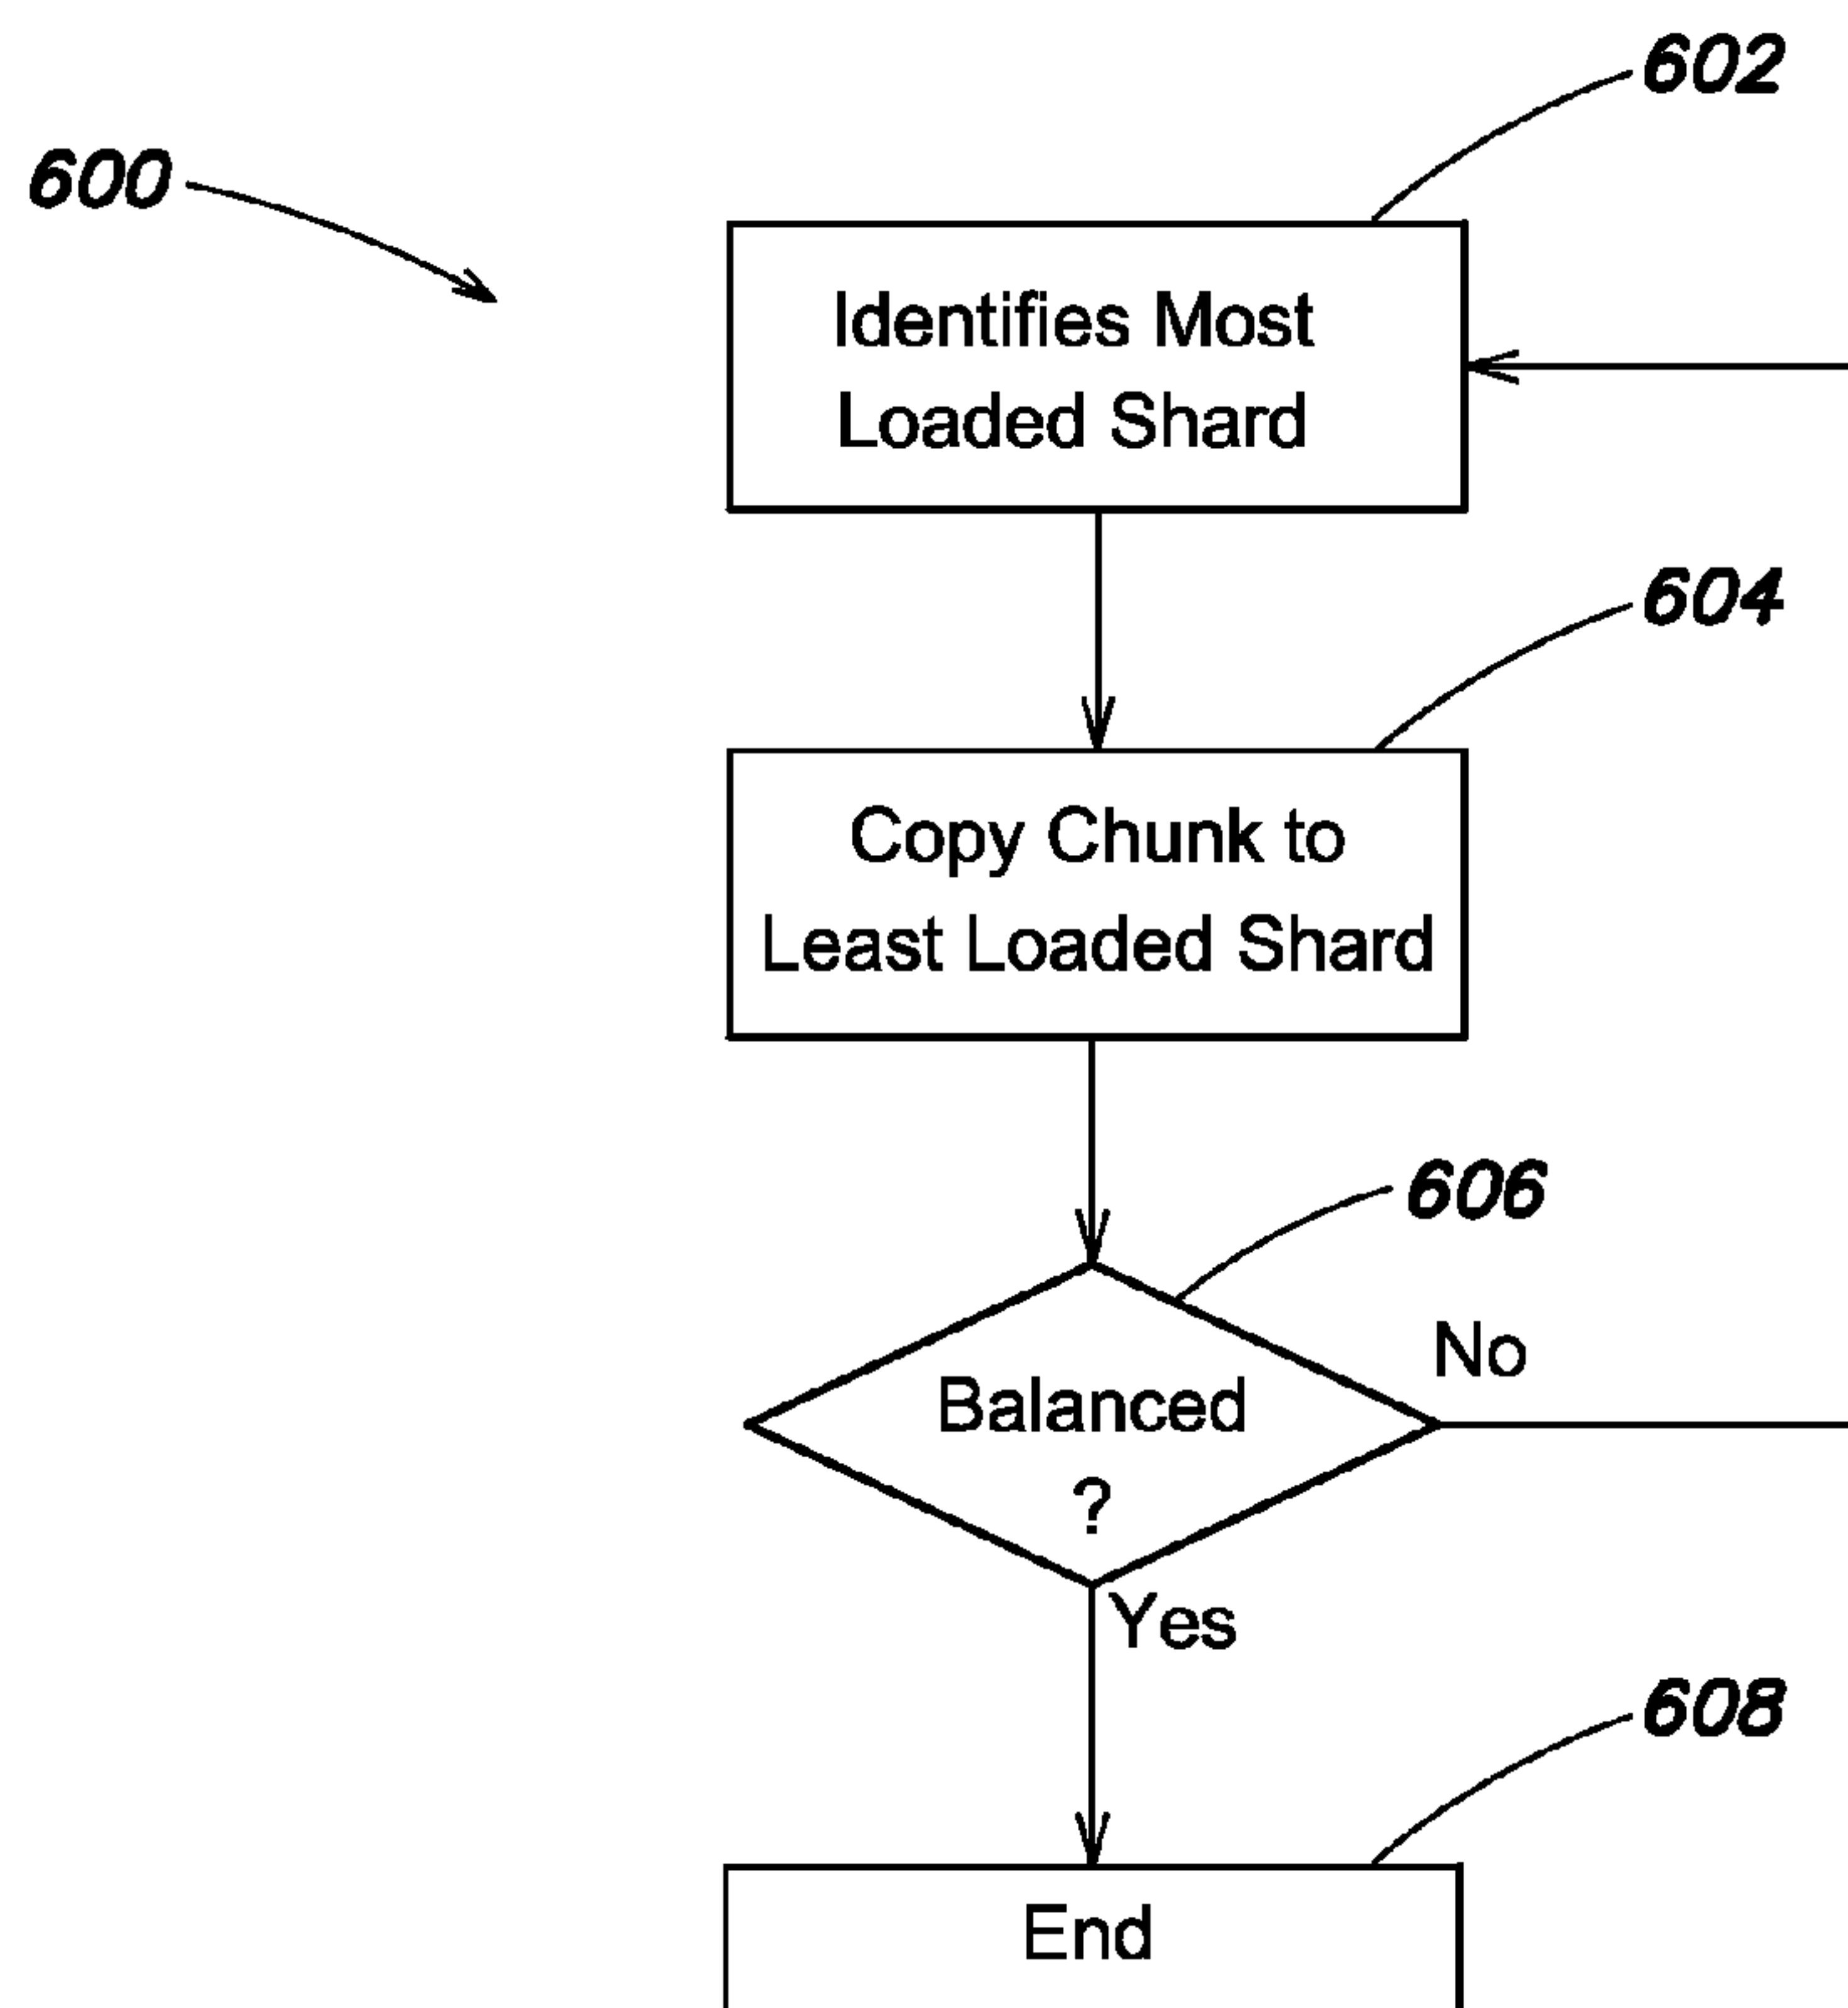 602
600
Identifies Most
Loaded Shard
604
Copy Chunk to
Least Loaded Shard
606
No
Balanced
?
Yes
608
End